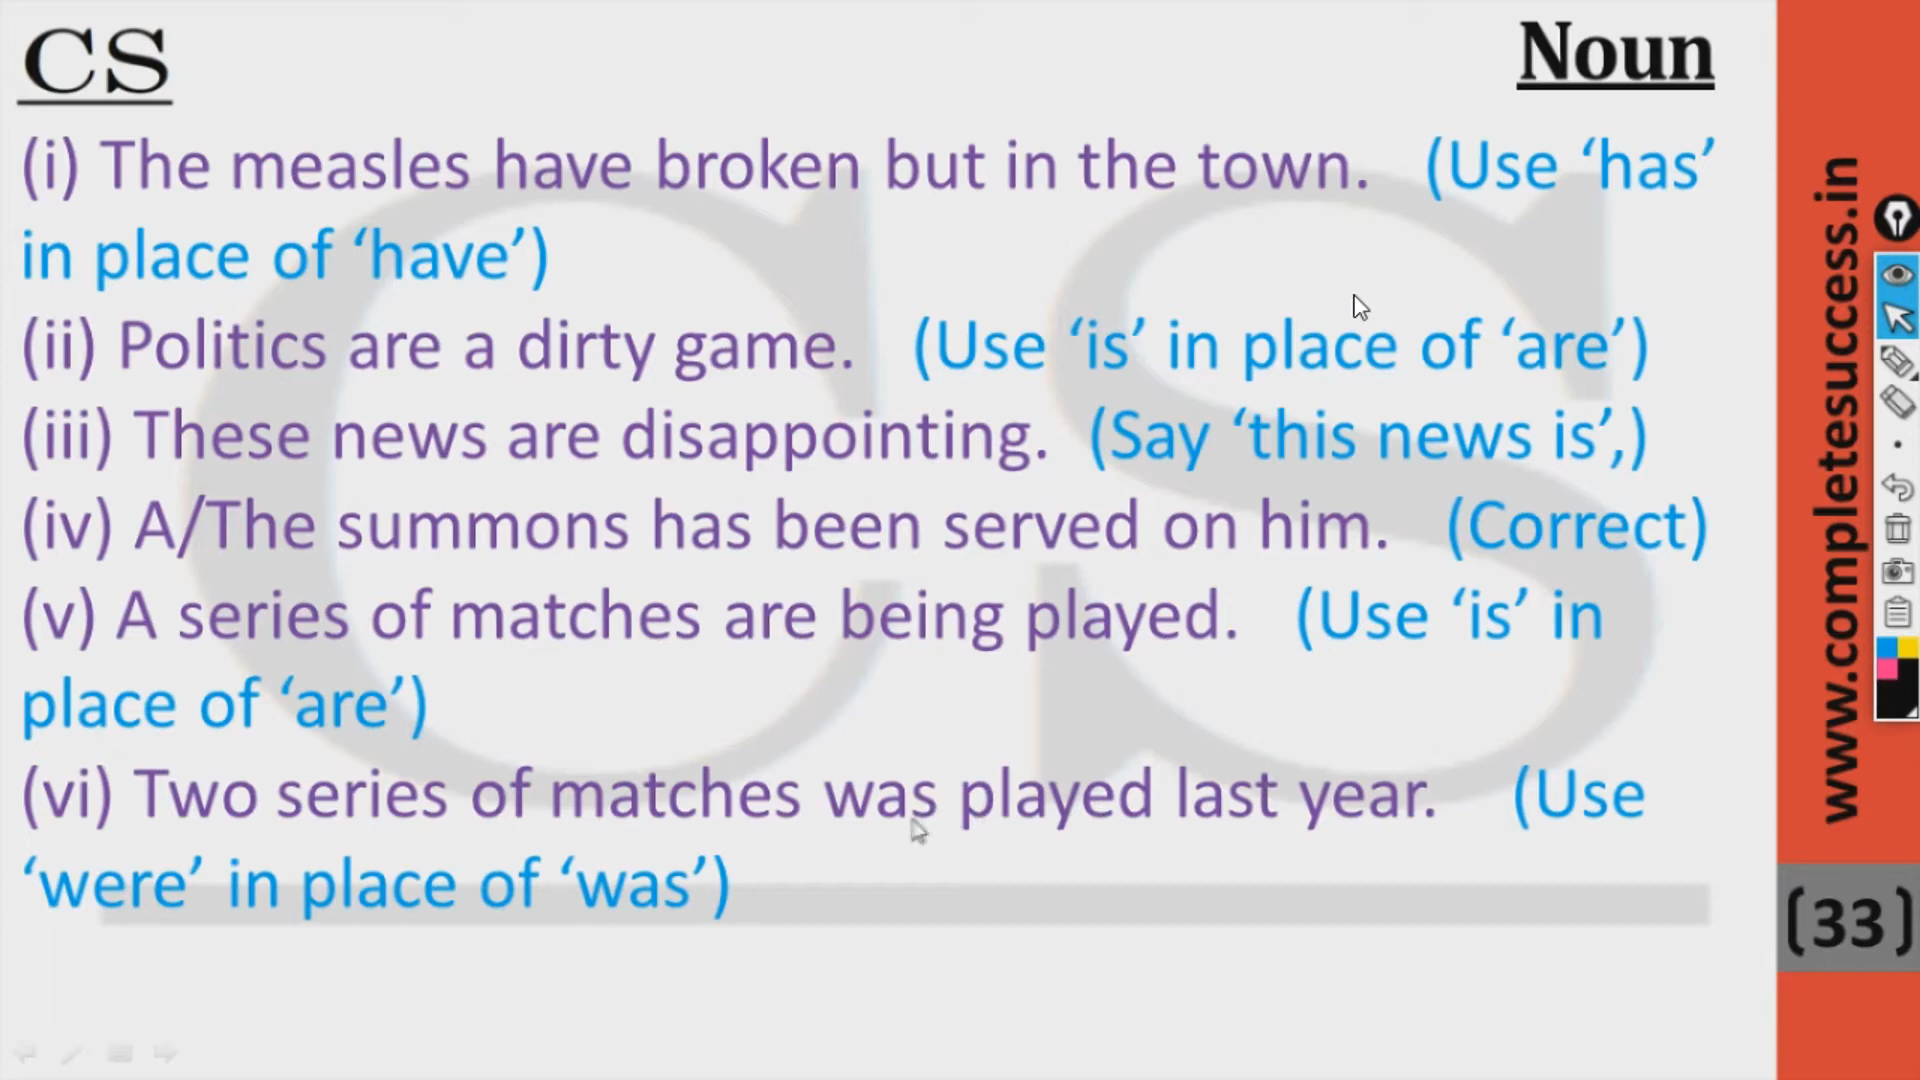 CS
Noun
(i) The measles have broken but in the town. (Use ‘has’
in place of ‘have’)
(ii) Politics are a dirty game. (Use ‘is’ in place of ‘are’)
(iii) These news are disappointing. (Say ‘this news is’,)
(iv) A/The summons has been served on him. (Correct)
(v) A series of matches are being played. (Use ‘is’ in
place of ‘are’)
(vi) Two series of matches was played last year. (Use
‘were’ in place of ‘was’)
www.completesuccess.in
(33)
CS